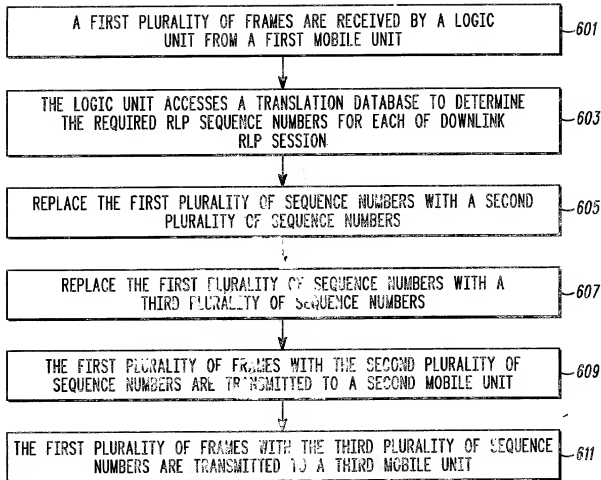 A FIRST PLURALITY OF FRAMES ARE RECEIVED BY A LOGIC
UNIT FROM A FIRST MOBILE UNIT
601
THE LOGIC UNIT ACCESSES A TRANSLATION DATABASE TO DETERMINE
THE REQUIRED RLP SEQUENCE NUMBERS FOR EACH OF DOWNLINK
RLP SESSION
603
REPLACE THE FIRST PLURALITY OF SEQUENCE NUMBERS WITH A SECOND
PLURALITY OF SEQUENCE NUMBERS
605
REPLACE THE FIRST PLURALITY OF SEQUENCE NUMBERS WITH A
THIRD PLURALITY OF SEQUENCE NUMBERS
607
THE FIRST PLURALITY OF FRAMES WITH THE SECOND PLURALITY OF
SEQUENCE NUMBERS ARE TRANSMITTED TO A SECOND MOBILE UNIT
609
THE FIRST PLURALITY OF FRAMES WITH THE THIRD PLURALITY OF SEQUENCE
NUMBERS ARE TRANSMITTED TO A THIRD MOBILE UNIT
611